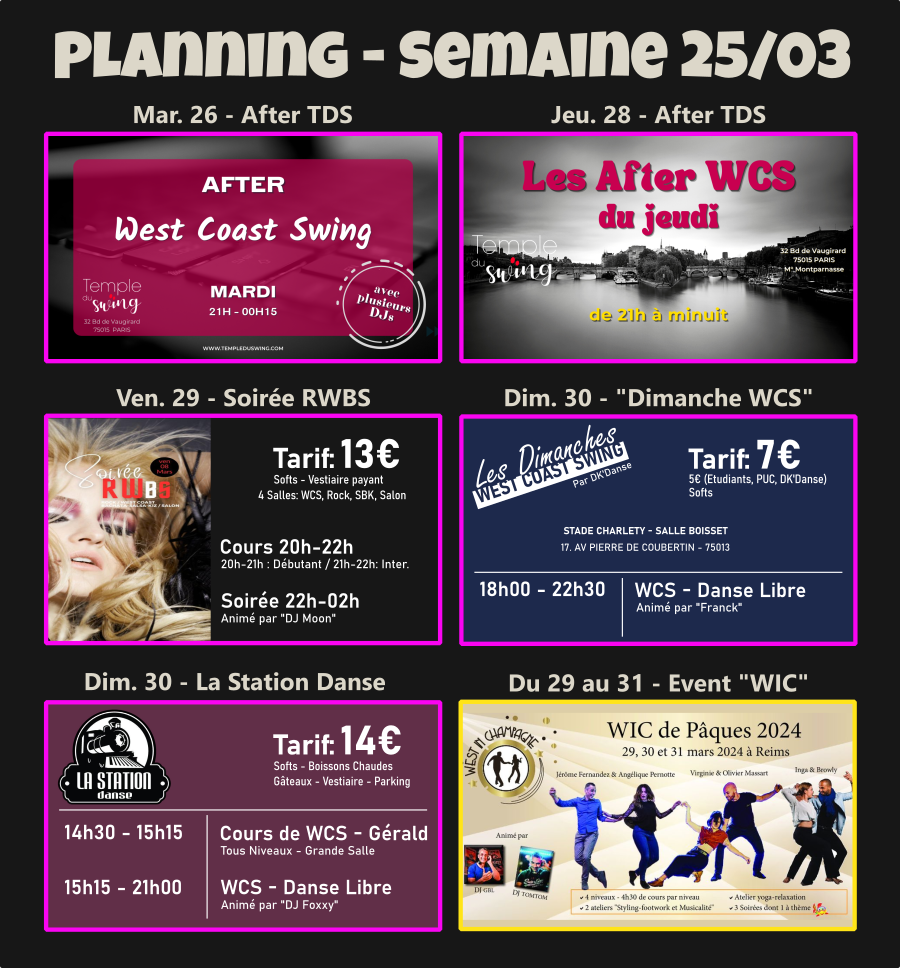 PLANNING - SEMAINE 25/03
Mar. 26 - After TDS
AFTER
West Coast Swing
Temple
du swing
32 Bd de Vaugirard
75015 PARIS
MARDI
21H - 00H15
avec
plusieurs
DJs
WWW.TEMPLEDUSWING.COM
Jeu. 28 - After TDS
Les After WCS
du jeudi
Temple
du swing
32 Bd de Vaugirard
75015 PARIS
M° Montparnasse
de 21h à minuit
Ven. 29 - Soirée RWBS
Soirée
ven
08
Mars
RWBS
Tarif: 13€
Softs - Vestiaire payant
4 Salles: WCS, Rock, SBK, Salon
Cours 20h-22h
20h-21h : Débutant / 21h-22h: Inter.
Soirée 22h-02h
Animé par "DJ Moon"
Dim. 30 - "Dimanche WCS"
Les Dimanches
WEST COAST SWING
Par DK'Danse
Tarif: 7€
5€ (Etudiants, PUC, DK'Danse)
Softs
STADE CHARLETY - SALLE BOISSET
17. AV PIERRE DE COUBERTIN - 75013
18h00 - 22h30
WCS - Danse Libre
Animé par "Franck"
Dim. 30 - La Station Danse
LA STATION
danse
Tarif: 14€
Softs - Boissons Chaudes
Gâteaux - Vestiaire - Parking
14h30 - 15h15
Cours de WCS - Gérald
Tous Niveaux - Grande Salle
15h15 - 21h00
WCS - Danse Libre
Animé par "DJ Foxxy"
Du 29 au 31 - Event "WIC"
WEST IN CHAMPAGNE
WIC de Pâques 2024
29, 30 et 31 mars 2024 à Reims
Jérôme Fernandez & Angélique Pernotte
Virginie & Olivier Massart
Inga & Browly
Animé par
DJ GBL
DJ TOMTOM
✓ 4 niveaux - 4h30 de cours par niveau
✓ 2 ateliers "Styling-footwork et Musicalité"
✓ Atelier yoga-relaxation
✓ 3 Soirées dont 1 à thème